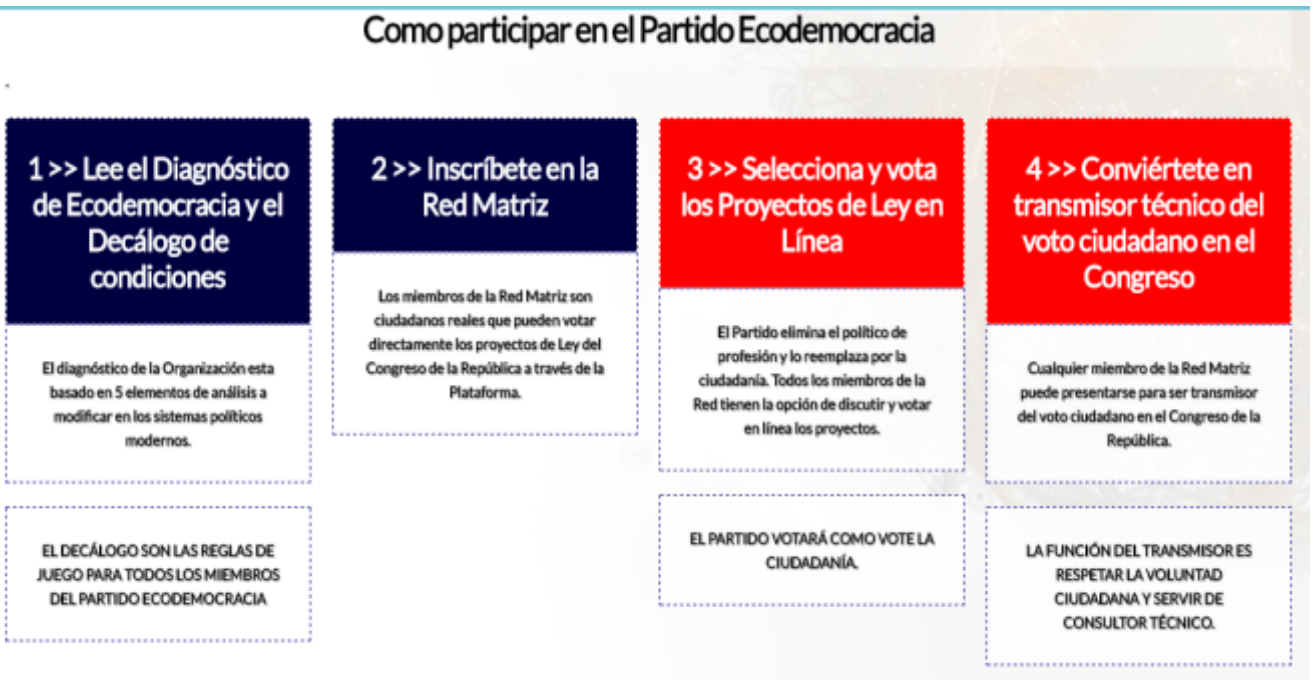 Como participar en el Partido Ecodemocracia
1 >> Lee el Diagnóstico
de Ecodemocracia y el
Decálogo de
condiciones
El diagnóstico de la Organización esta
basado en 5 elementos de análisis a
modificar en los sistemas políticos
modernos.
EL DECÁLOGO SON LAS REGLAS DE
JUEGO PARA TODOS LOS MIEMBROS
DEL PARTIDO ECODEMOCRACIA
2 >> Inscríbete en la
Red Matriz
Los miembros de la Red Matriz son
ciudadanos reales que pueden votar
directamente los proyectos de Ley del
Congreso de la República a través de la
Plataforma.
3 >> Selecciona y vota
los Proyectos de Ley en
Línea
El Partido elimina el político de
profesión y lo reemplaza por la
ciudadanía. Todos los miembros de la
Red tienen la opción de discutir y votar
en línea los proyectos.
EL PARTIDO VOTARÁ COMO VOTE LA
CIUDADANÍA.
4 >> Conviértete en
transmisor técnico del
voto ciudadano en el
Congreso
Cualquier miembro de la Red Matriz
puede presentarse para ser transmisor
del voto ciudadano en el Congreso de la
República.
LA FUNCIÓN DEL TRANSMISOR ES
RESPETAR LA VOLUNTAD
CIUDADANA Y SERVIR DE
CONSULTOR TÉCNICO.